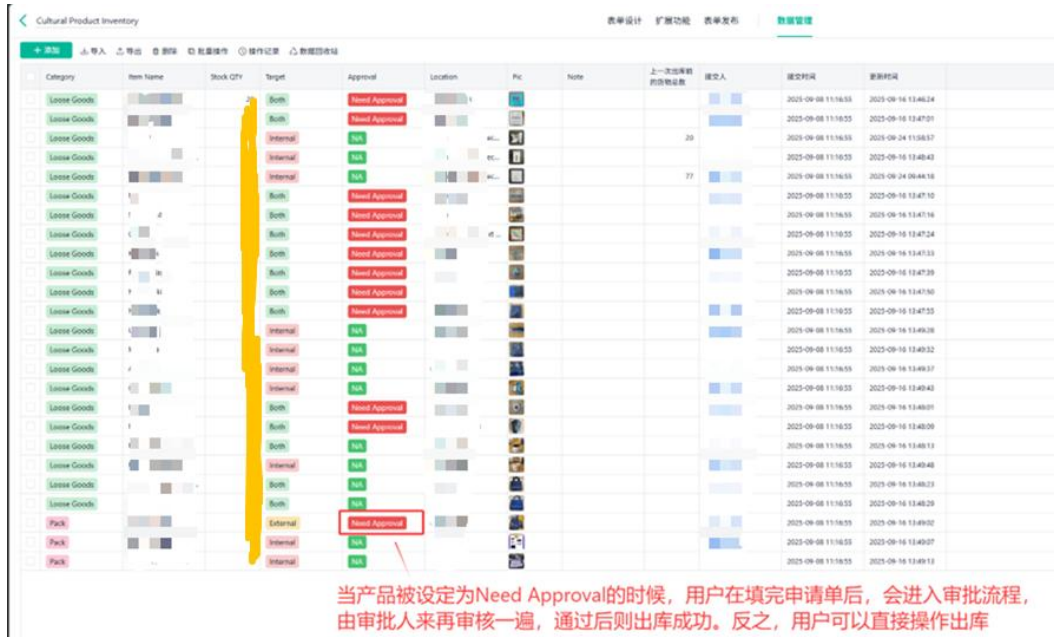 Cultural Product Inventory
表单设计 扩展功能 表单发布 数据管理
+ 添加 导入 导出 删除 批量操作 操作记录 数据回收站
Category Item Name Stock QTY Target Approval Location Pic Note 上一次出库前的货物总数 提交人 提交时间 更新时间
Loose Goods Both Need Approval 2025-09-08 11:16:55 2025-09-16 13:46:24
Loose Goods Both Need Approval 2025-09-08 11:16:55 2025-09-16 13:47:01
Loose Goods Internal NA 20 2025-09-08 11:16:55 2025-09-24 11:58:57
Loose Goods Internal NA 2025-09-08 11:16:55 2025-09-16 13:48:43
Loose Goods Internal NA 77 2025-09-08 11:16:55 2025-09-24 09:44:18
Loose Goods Both Need Approval 2025-09-08 11:16:55 2025-09-16 13:47:10
Loose Goods Both Need Approval 2025-09-08 11:16:55 2025-09-16 13:47:16
Loose Goods Both Need Approval 2025-09-08 11:16:55 2025-09-16 13:47:24
Loose Goods Both Need Approval 2025-09-08 11:16:55 2025-09-16 13:47:33
Loose Goods Both Need Approval 2025-09-08 11:16:55 2025-09-16 13:47:39
Loose Goods Both Need Approval 2025-09-08 11:16:55 2025-09-16 13:47:50
Loose Goods Both Need Approval 2025-09-08 11:16:55 2025-09-16 13:47:55
Loose Goods Internal NA 2025-09-08 11:16:55 2025-09-16 13:49:28
Loose Goods Internal NA 2025-09-08 11:16:55 2025-09-16 13:49:32
Loose Goods Internal NA 2025-09-08 11:16:55 2025-09-16 13:49:37
Loose Goods Internal NA 2025-09-08 11:16:55 2025-09-16 13:49:43
Loose Goods Both Need Approval 2025-09-08 11:16:55 2025-09-16 13:48:01
Loose Goods Both Need Approval 2025-09-08 11:16:55 2025-09-16 13:48:09
Loose Goods Both NA 2025-09-08 11:16:55 2025-09-16 13:48:13
Loose Goods Internal NA 2025-09-08 11:16:55 2025-09-16 13:49:48
Loose Goods Both NA 2025-09-08 11:16:55 2025-09-16 13:48:23
Loose Goods Both NA 2025-09-08 11:16:55 2025-09-16 13:48:29
Pack External Need Approval 2025-09-08 11:16:55 2025-09-16 13:49:02
Pack Internal NA 2025-09-08 11:16:55 2025-09-16 13:49:07
Pack Internal NA 2025-09-08 11:16:55 2025-09-16 13:49:13
当产品被设定为Need Approval的时候，用户在填完申请单后，会进入审批流程，
由审批人来再审核一遍，通过后则出库成功。反之，用户可以直接操作出库